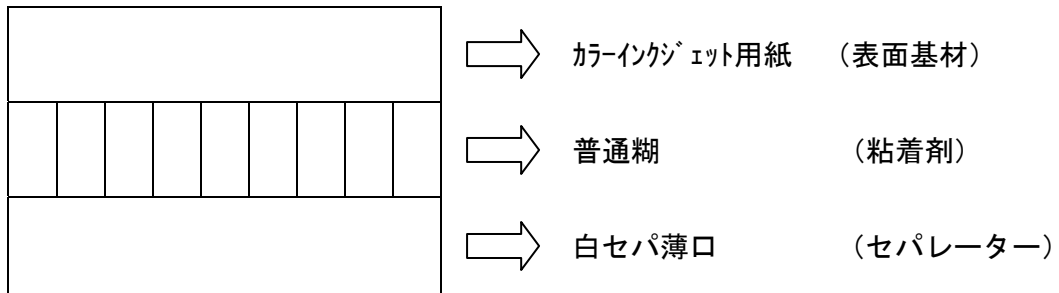 ｶﾗｰｲﾝｸｼﾞｪｯﾄ用紙 （表面基材）
普通糊 （粘着剤）
白セパ薄口 （セパレーター）